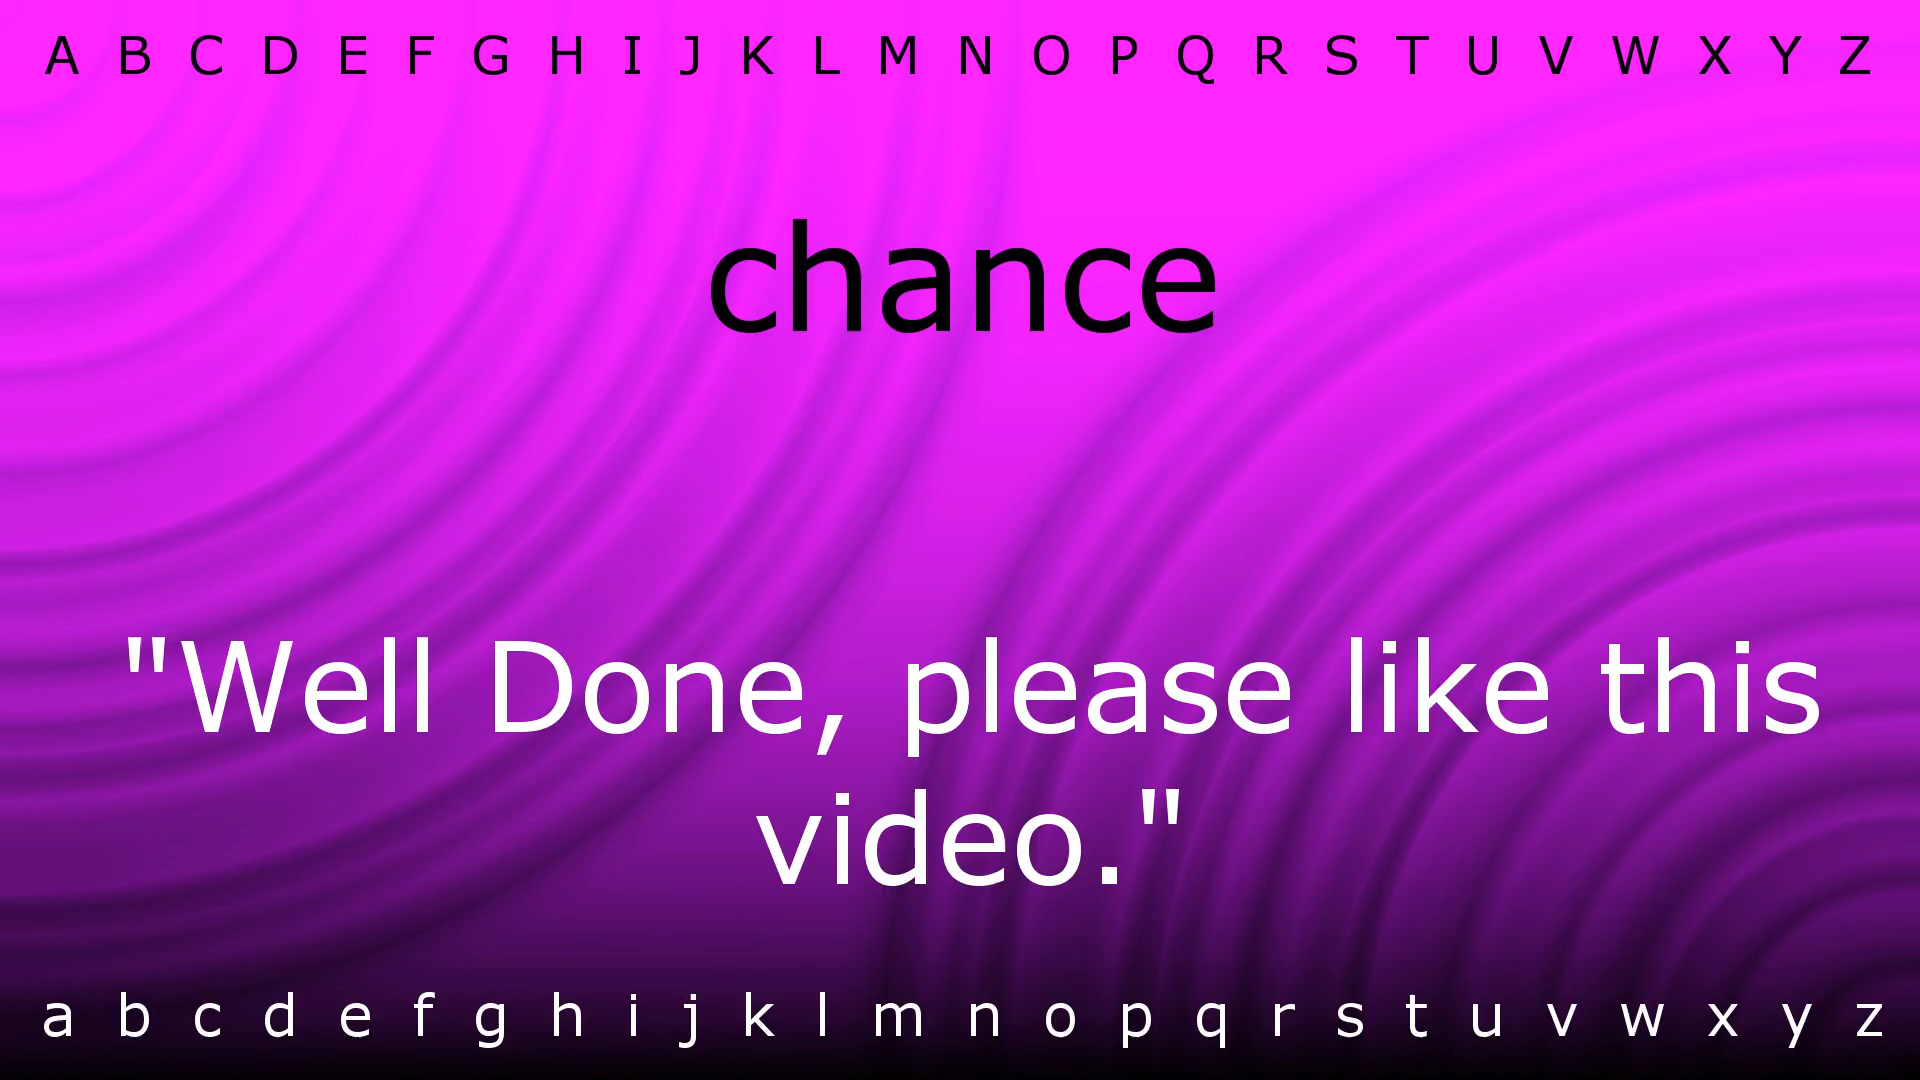 A B C D E F G H I J K L M N O P Q R S T U V W X Y Z
chance
"Well Done, please like this
video."
a b c d e f g h i j k l m n o p q r s t u v w x y z